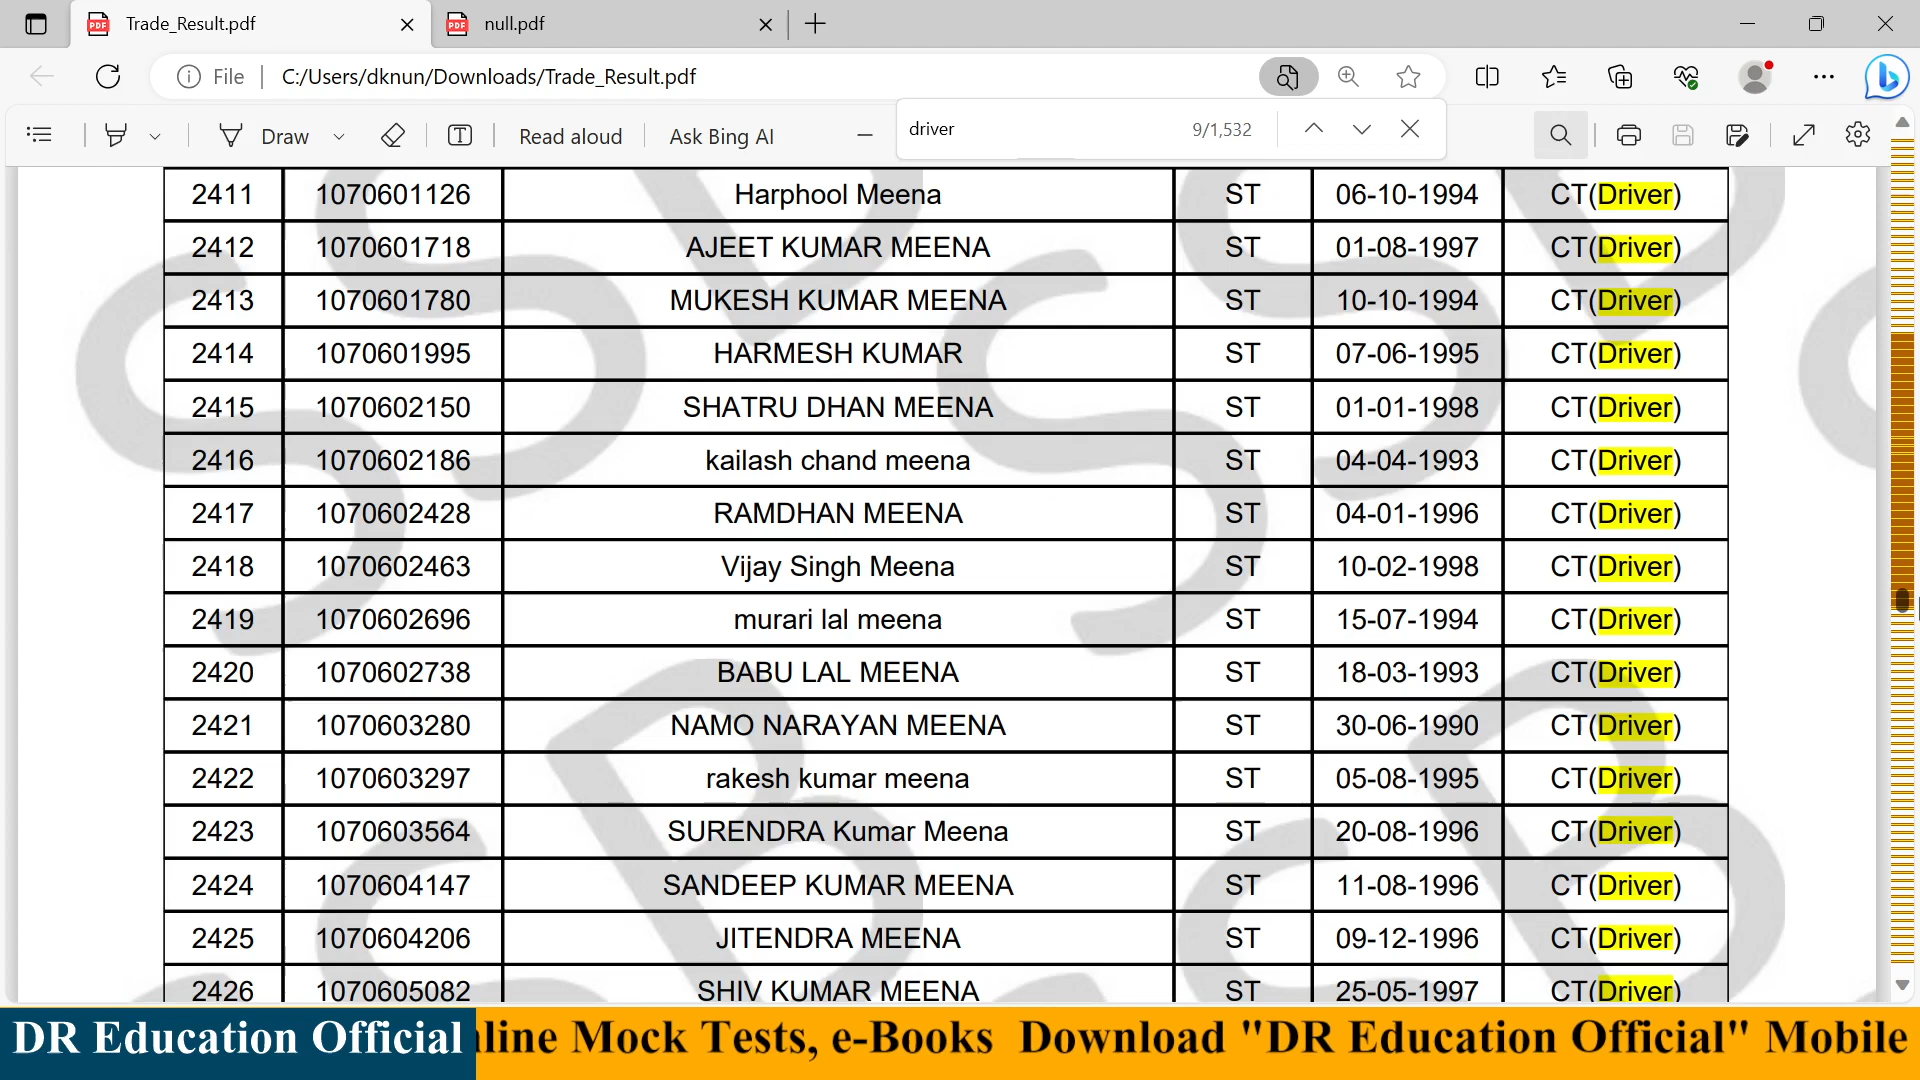 Trade_Result.pdf null.pdf
File C:/Users/dknun/Downloads/Trade_Result.pdf
Draw Read aloud Ask Bing AI driver 9/1,532
2411 1070601126 Harphool Meena ST 06-10-1994 CT(Driver)
2412 1070601718 AJEET KUMAR MEENA ST 01-08-1997 CT(Driver)
2413 1070601780 MUKESH KUMAR MEENA ST 10-10-1994 CT(Driver)
2414 1070601995 HARMESH KUMAR ST 07-06-1995 CT(Driver)
2415 1070602150 SHATRU DHAN MEENA ST 01-01-1998 CT(Driver)
2416 1070602186 kailash chand meena ST 04-04-1993 CT(Driver)
2417 1070602428 RAMDHAN MEENA ST 04-01-1996 CT(Driver)
2418 1070602463 Vijay Singh Meena ST 10-02-1998 CT(Driver)
2419 1070602696 murari lal meena ST 15-07-1994 CT(Driver)
2420 1070602738 BABU LAL MEENA ST 18-03-1993 CT(Driver)
2421 1070603280 NAMO NARAYAN MEENA ST 30-06-1990 CT(Driver)
2422 1070603297 rakesh kumar meena ST 05-08-1995 CT(Driver)
2423 1070603564 SURENDRA Kumar Meena ST 20-08-1996 CT(Driver)
2424 1070604147 SANDEEP KUMAR MEENA ST 11-08-1996 CT(Driver)
2425 1070604206 JITENDRA MEENA ST 09-12-1996 CT(Driver)
2426 1070605082 SHIV KUMAR MEENA ST 25-05-1997 CT(Driver)
DR Education Official line Mock Tests, e-Books Download "DR Education Official" Mobile